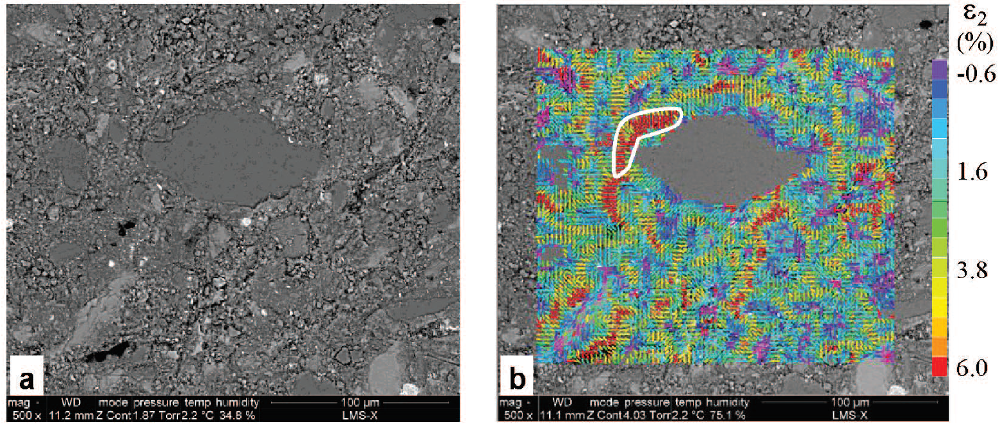 ε2
(%)
-0.6
1.6
3.8
6.0
a
mag WD mode pressure temp humidity 100 µm
500 x 11.2 mm Z Cont 1.87 Torr 2.2 °C 34.8 % LMS-X
b
mag WD mode pressure temp humidity 100 µm
500 x 11.1 mm Z Cont 4.03 Torr 2.2 °C 75.1 % LMS-X